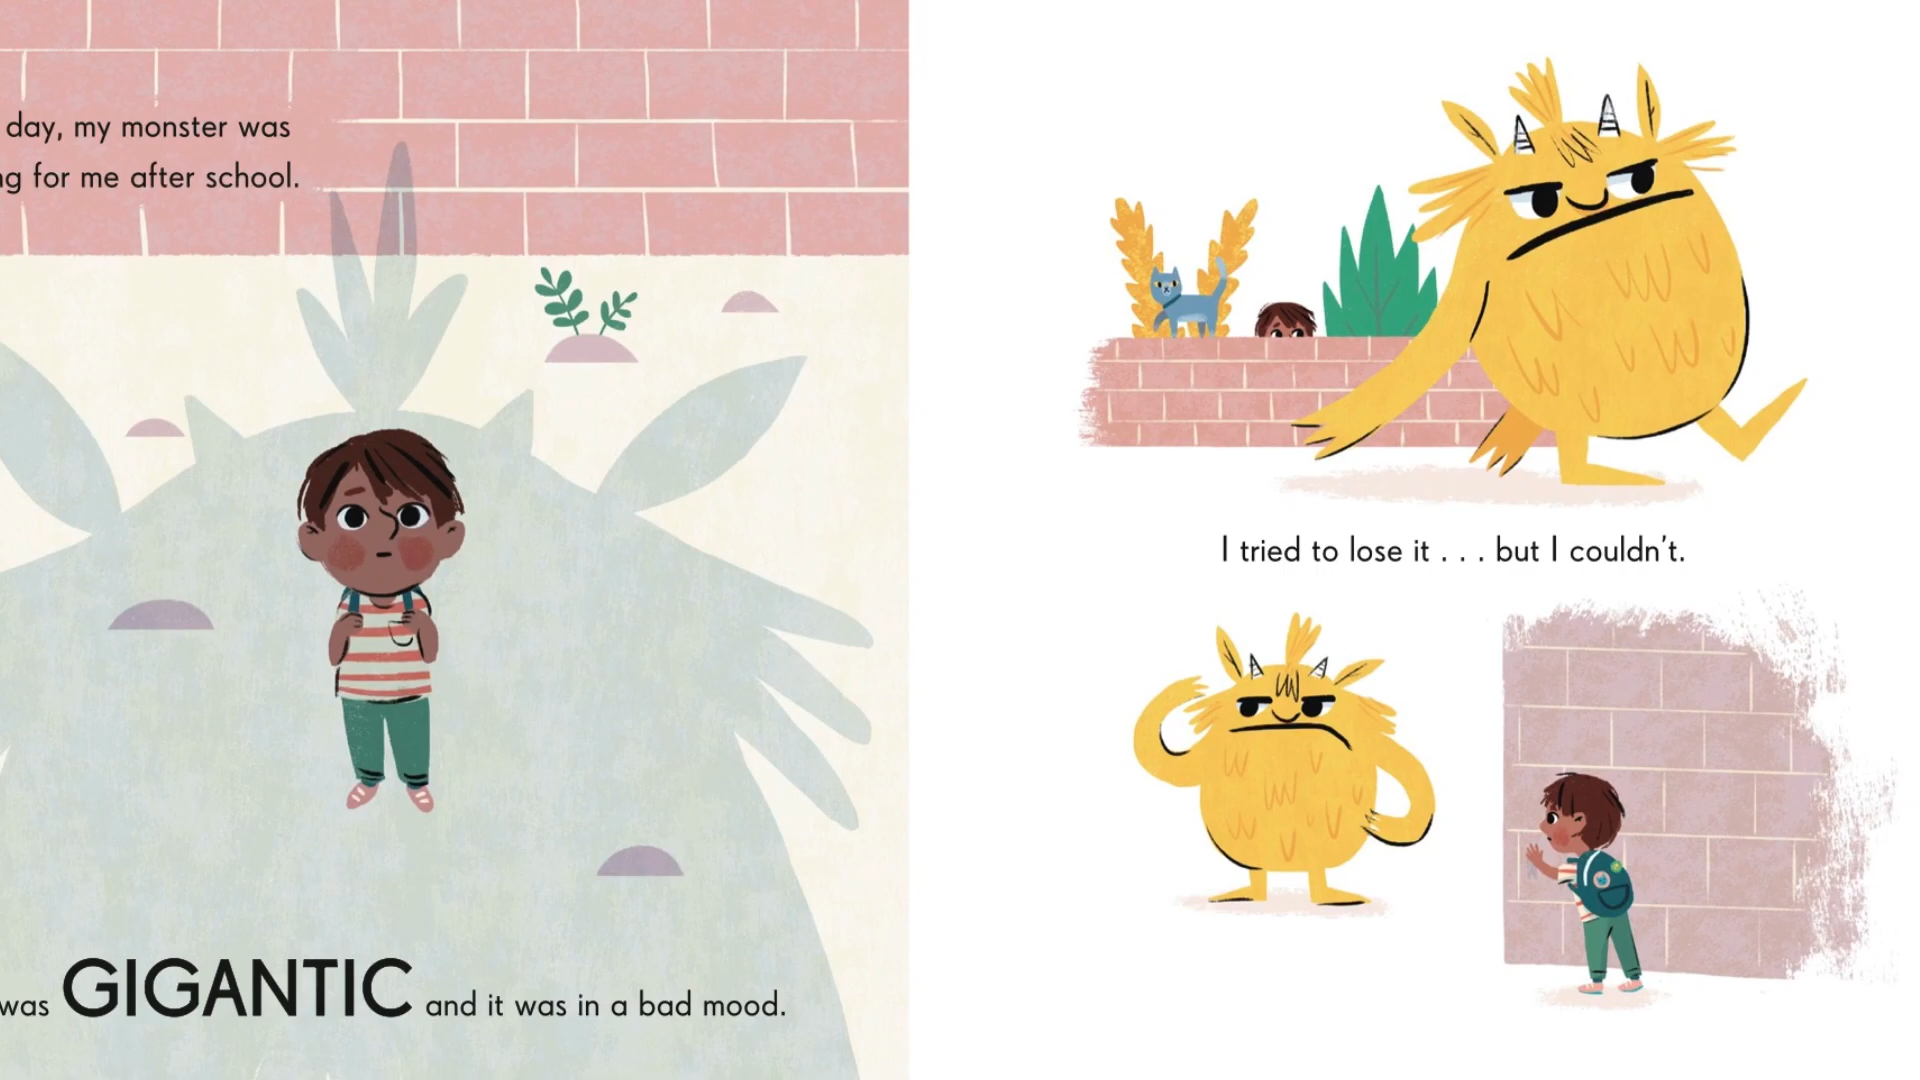 day, my monster was
ng for me after school.
was GIGANTIC and it was in a bad mood.
I tried to lose it . . . but I couldn't.